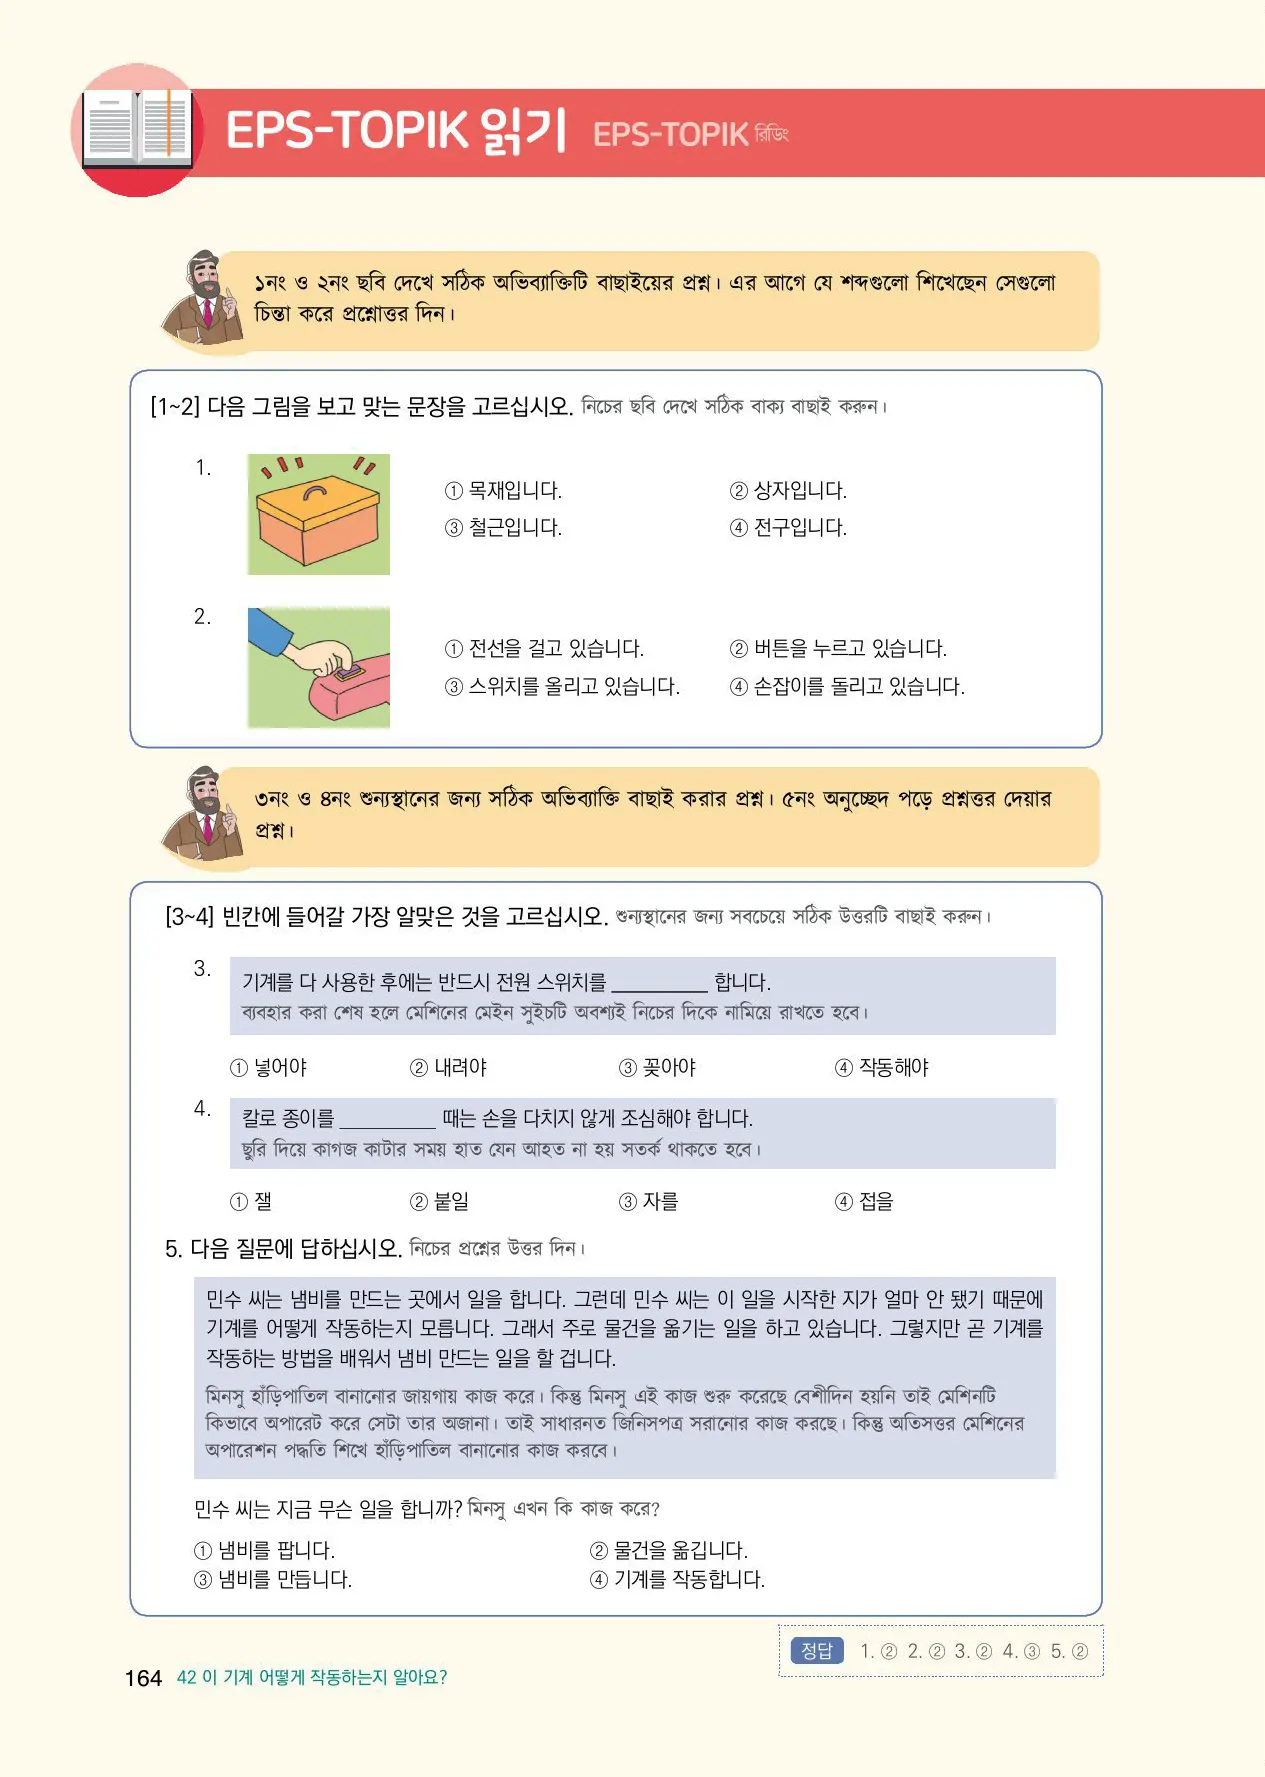 EPS-TOPIK 읽기 EPS-TOPIK রিডিং
১নং ও ২নং ছবি দেখে সঠিক অভিব্যাক্তিটি বাছাইয়ের প্রশ্ন। এর আগে যে শব্দগুলো শিখেছেন সেগুলো
চিন্তা করে প্রশ্নোত্তর দিন।
[1~2] 다음 그림을 보고 맞는 문장을 고르십시오. নিচের ছবি দেখে সঠিক বাক্য বাছাই করুন।
1.
① 목재입니다. ② 상자입니다.
③ 철근입니다. ④ 전구입니다.
2.
① 전선을 걸고 있습니다. ② 버튼을 누르고 있습니다.
③ 스위치를 올리고 있습니다. ④ 손잡이를 돌리고 있습니다.
৩নং ও ৪নং শুন্যস্থানের জন্য সঠিক অভিব্যাক্তি বাছাই করার প্রশ্ন। ৫নং অনুচ্ছেদ পড়ে প্রশ্নত্তর দেয়ার
প্রশ্ন।
[3~4] 빈칸에 들어갈 가장 알맞은 것을 고르십시오. শুন্যস্থানের জন্য সবচেয়ে সঠিক উত্তরটি বাছাই করুন।
3. 기계를 다 사용한 후에는 반드시 전원 스위치를 __________ 합니다.
ব্যবহার করা শেষ হলে মেশিনের মেইন সুইচটি অবশ্যই নিচের দিকে নামিয়ে রাখতে হবে।
① 넣어야 ② 내려야 ③ 꽂아야 ④ 작동해야
4. 칼로 종이를 __________ 때는 손을 다치지 않게 조심해야 합니다.
ছুরি দিয়ে কাগজ কাটার সময় হাত যেন আহত না হয় সতর্ক থাকতে হবে।
① 잴 ② 붙일 ③ 자를 ④ 접을
5. 다음 질문에 답하십시오. নিচের প্রশ্নের উত্তর দিন।
민수 씨는 냄비를 만드는 곳에서 일을 합니다. 그런데 민수 씨는 이 일을 시작한 지가 얼마 안 됐기 때문에
기계를 어떻게 작동하는지 모릅니다. 그래서 주로 물건을 옮기는 일을 하고 있습니다. 그렇지만 곧 기계를
작동하는 방법을 배워서 냄비 만드는 일을 할 겁니다.
মিনসু হাঁড়িপাতিল বানানোর জায়গায় কাজ করে। কিন্তু মিনসু এই কাজ শুরু করেছে বেশীদিন হয়নি তাই মেশিনটি
কিভাবে অপারেট করে সেটা তার অজানা। তাই সাধারনত জিনিসপত্র সরানোর কাজ করছে। কিন্তু অতিসত্তর মেশিনের
অপারেশন পদ্ধতি শিখে হাঁড়িপাতিল বানানোর কাজ করবে।
민수 씨는 지금 무슨 일을 합니까? মিনসু এখন কি কাজ করে?
① 냄비를 팝니다. ② 물건을 옮깁니다.
③ 냄비를 만듭니다. ④ 기계를 작동합니다.
정답 1. ② 2. ② 3. ② 4. ③ 5. ②
164 42 이 기계 어떻게 작동하는지 알아요?